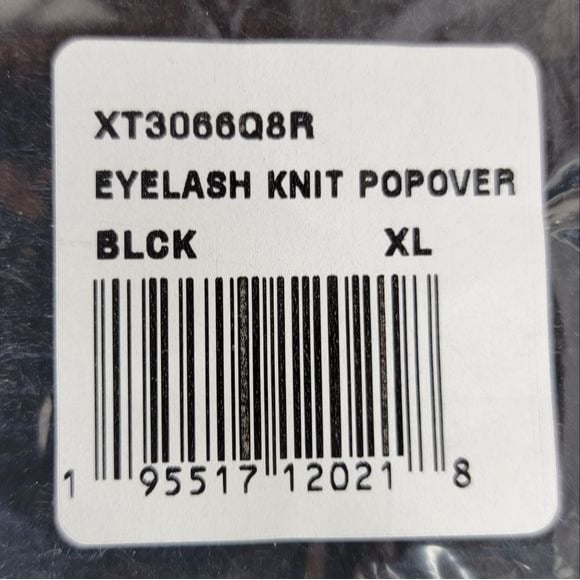 XT3066Q8R
EYELASH KNIT POPOVER
BLCK XL
1 95517 12021 8